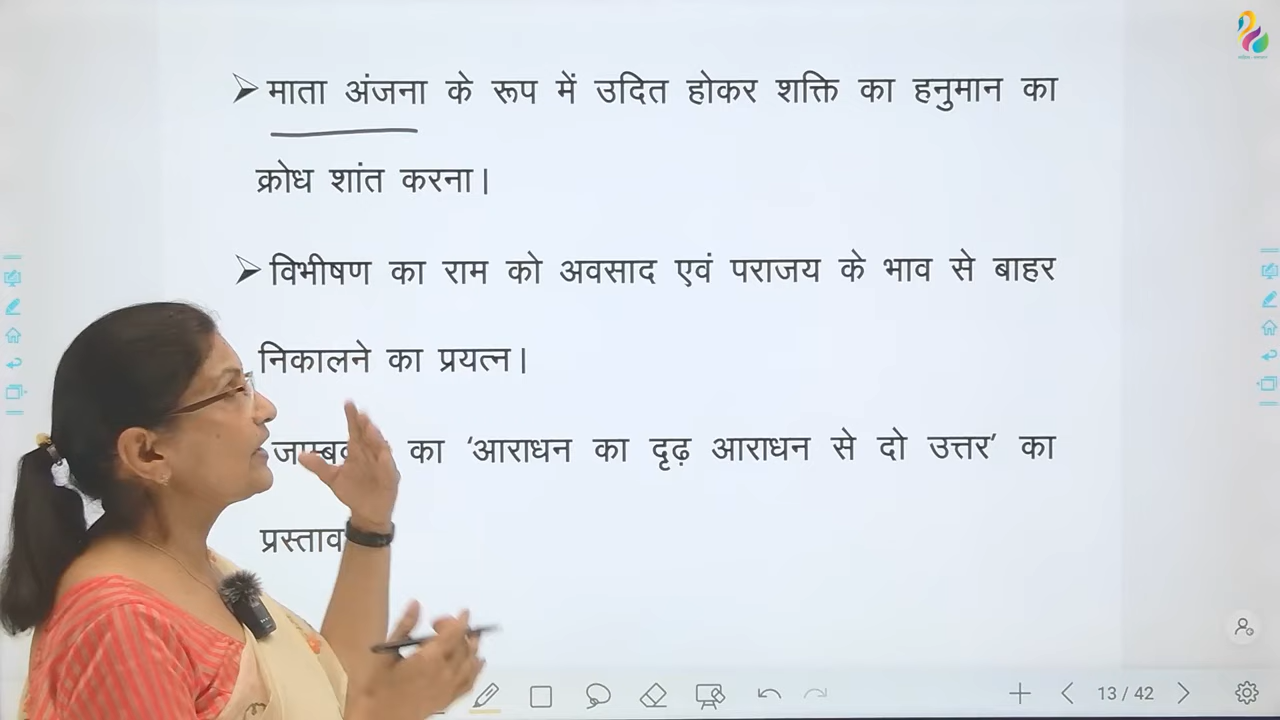 ➢ माता अंजना के रूप में उदित होकर शक्ति का हनुमान का
क्रोध शांत करना।
➢ विभीषण का राम को अवसाद एवं पराजय के भाव से बाहर
निकालने का प्रयत्न।
का ‘आराधन का दृढ़ आराधन से दो उत्तर’ का
प्रस्ताव
13 / 42